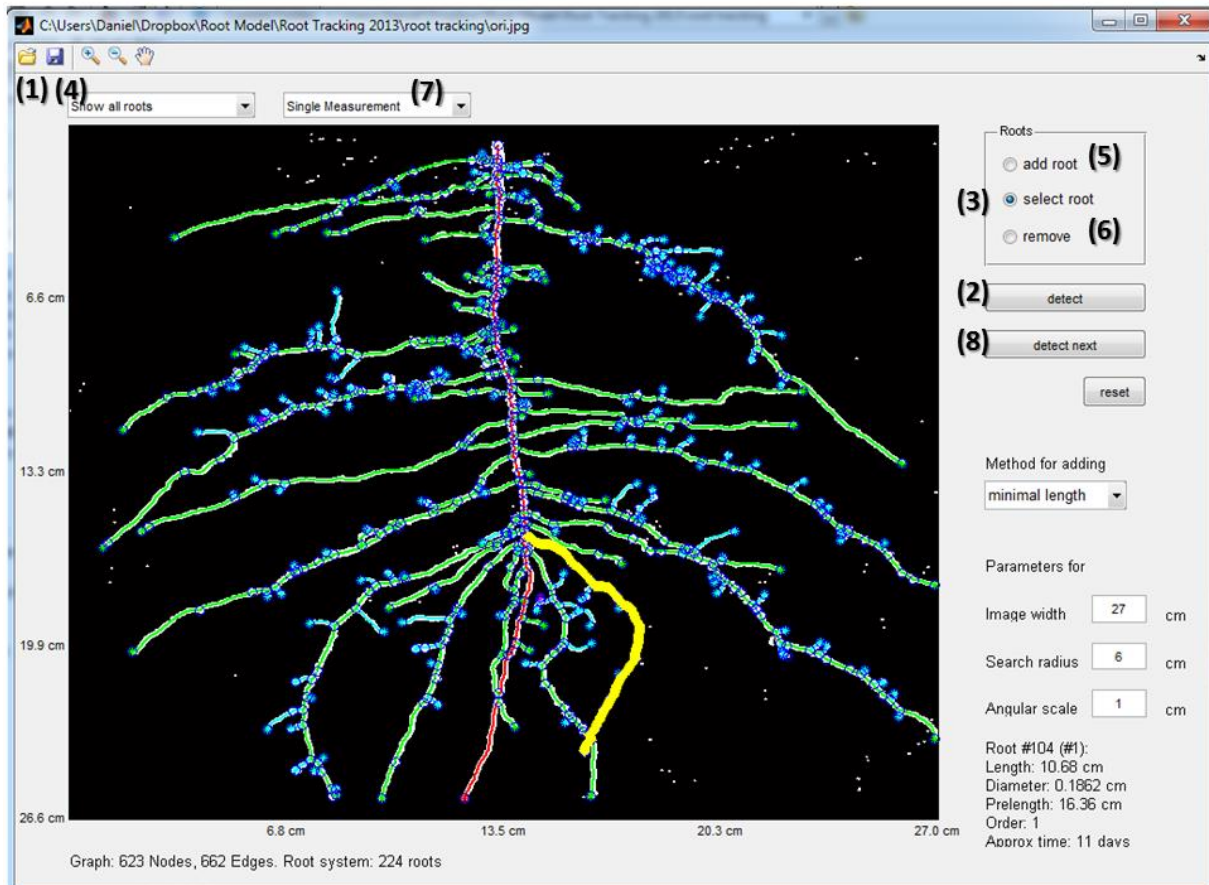 C:\Users\Daniel\Dropbox\Root Model\Root Tracking 2013\root tracking\ori.jpg
(1) (4) (7)
Show all roots Single Measurement
Roots
add root (5)
(3) select root
remove (6)
6.6 cm
(2) detect
(8) detect next
reset
13.3 cm
Method for adding
minimal length
Parameters for
Image width 27 cm
19.9 cm
Search radius 6 cm
Angular scale 1 cm
Root #104 (#1):
Length: 10.68 cm
Diameter: 0.1862 cm
Prelength: 16.36 cm
Order: 1
Approx time: 11 days
26.6 cm
6.8 cm 13.5 cm 20.3 cm 27.0 cm
Graph: 623 Nodes, 662 Edges. Root system: 224 roots